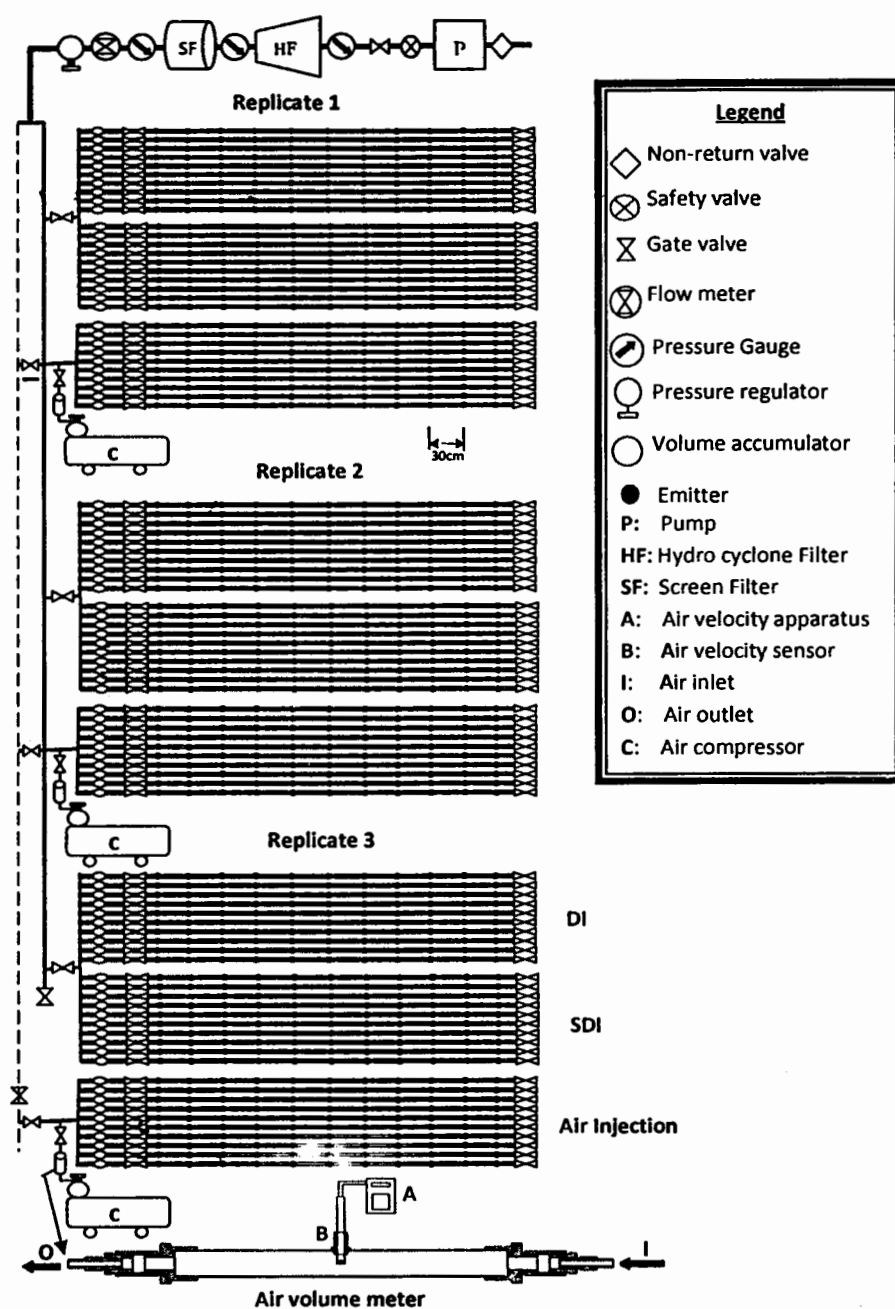 SF
HF
P
Replicate 1
C
30cm
Replicate 2
C
Replicate 3
DI
SDI
Air Injection
C
A
B
O
I
Air volume meter
Legend
Non-return valve
Safety valve
Gate valve
Flow meter
Pressure Gauge
Pressure regulator
Volume accumulator
Emitter
P: Pump
HF: Hydro cyclone Filter
SF: Screen Filter
A: Air velocity apparatus
B: Air velocity sensor
I: Air inlet
O: Air outlet
C: Air compressor